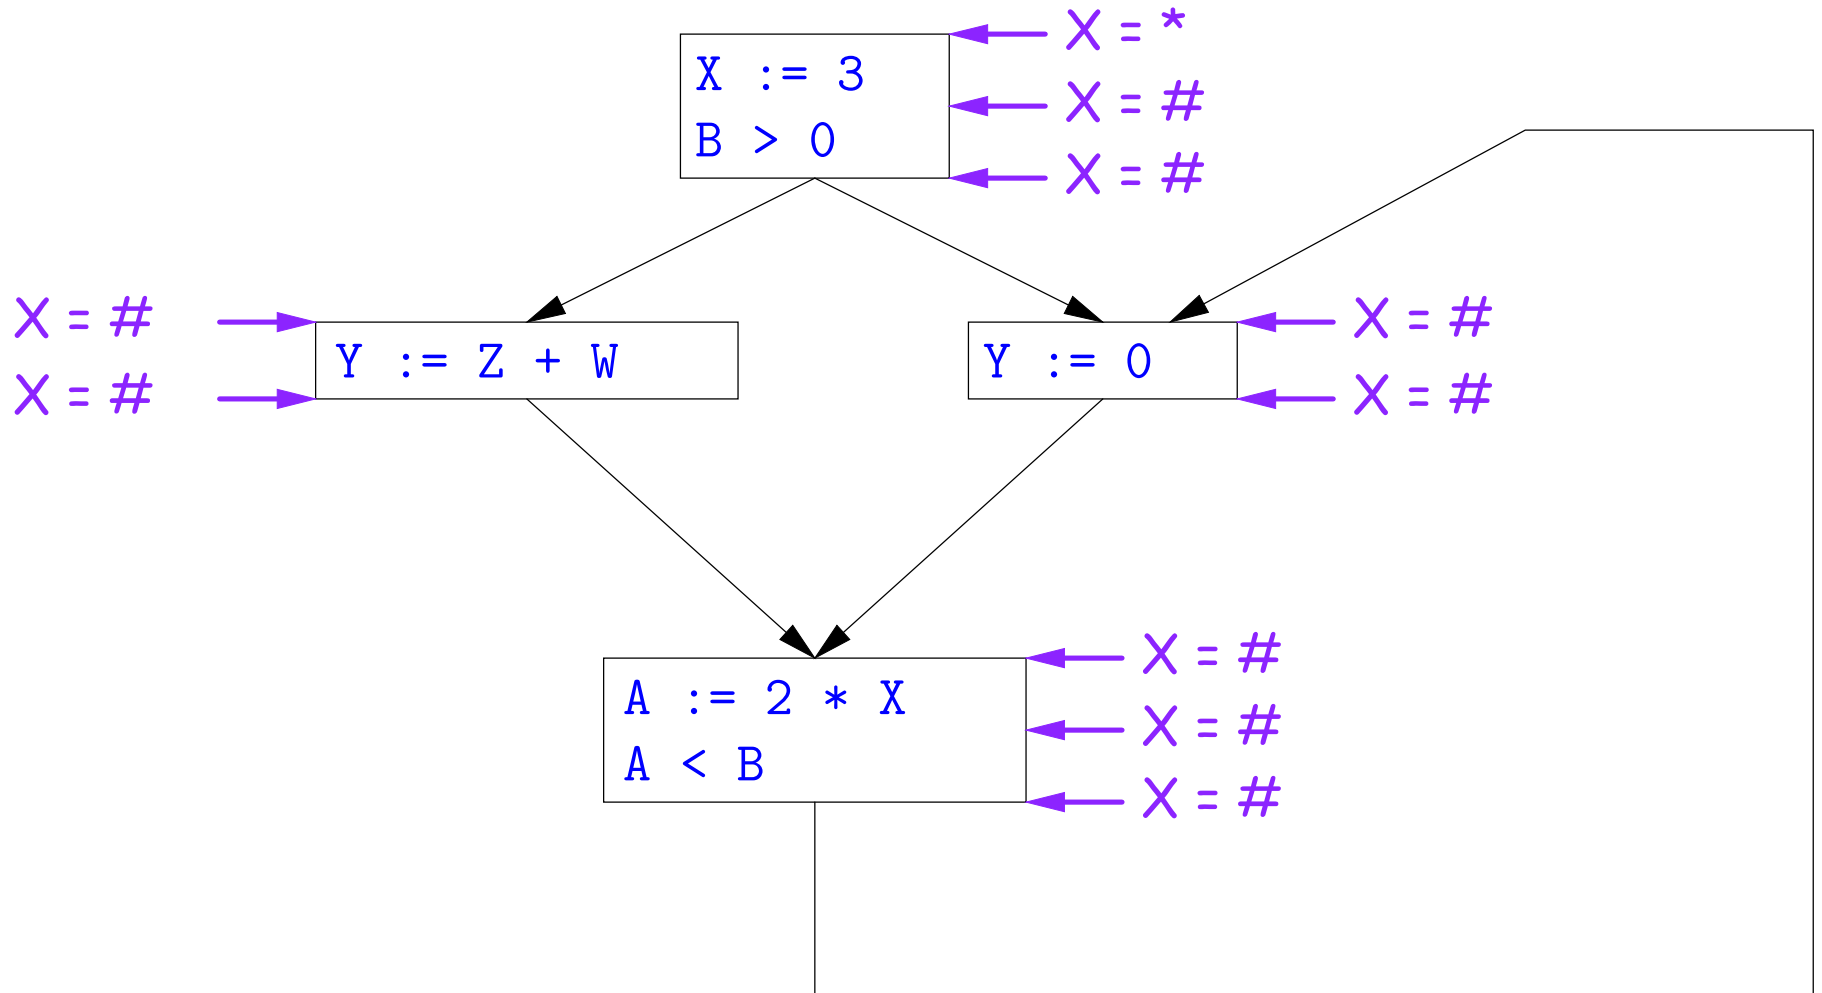 X = *
X := 3
X = #
B > 0
X = #
X = #
Y := Z + W
X = #
X = #
Y := 0
X = #
X = #
A := 2 * X
X = #
A < B
X = #